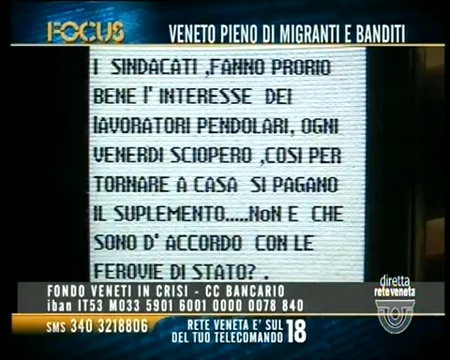 FOCUS
VENETO PIENO DI MIGRANTI E BANDITI
I SINDACATI ,FANNO PRORIO
BENE l' INTERESSE DEI
lAVORATORI PENDOLARI, OGNI
VENERDI SCIOPERO ,COSI PER
TORNARE A CASA SI PAGANO
IL SUPLEMENTO.....NoN E CHE
SONO D' ACCORDO CON LE
FEROVIE DI STATO? .
diretta
reteveneta
FONDO VENETI IN CRISI - CC BANCARIO
iban IT53 M033 5901 6001 0000 0078 840
SMS 340 3218806
RETE VENETA E' SUL
DEL TUO TELECOMANDO 18